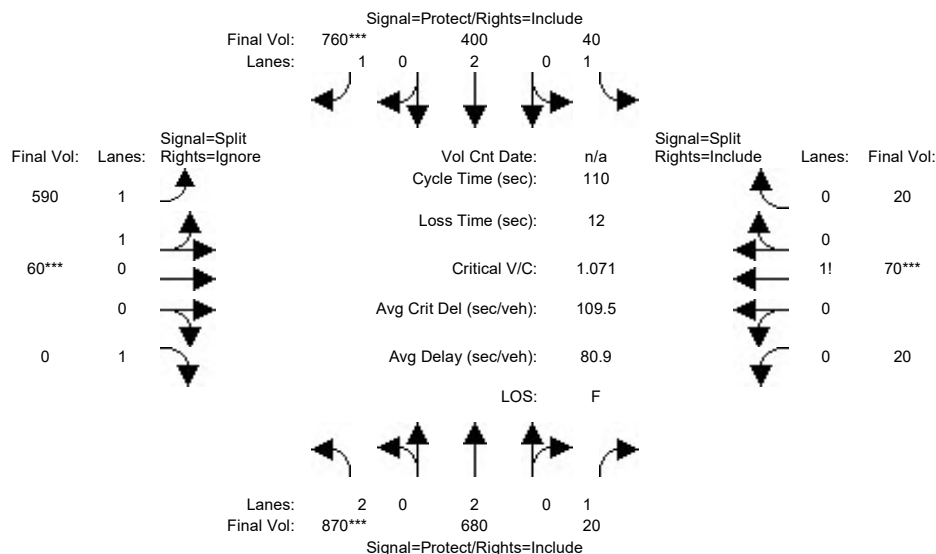 Signal=Protect/Rights=Include
Final Vol: 760*** 400 40
Lanes: 1 0 2 0 1
Signal=Split Signal=Split
Final Vol: Lanes: Rights=Ignore Vol Cnt Date: n/a Rights=Include Lanes: Final Vol:
Cycle Time (sec): 110
590 1 0 20
Loss Time (sec): 12
1 0
60*** 0 Critical V/C: 1.071 1! 70***
0 Avg Crit Del (sec/veh): 109.5 0
0 1 Avg Delay (sec/veh): 80.9 0 20
LOS: F
Lanes: 2 0 2 0 1
Final Vol: 870*** 680 20
Signal=Protect/Rights=Include